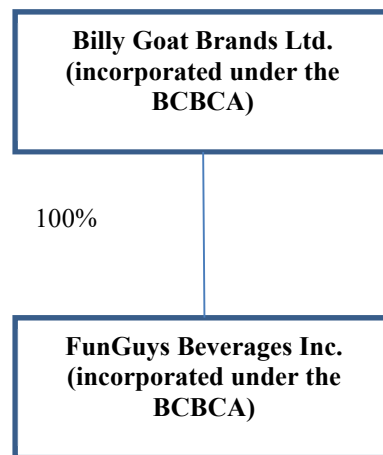 Billy Goat Brands Ltd.
(incorporated under the
BCBCA)
100%
FunGuys Beverages Inc.
(incorporated under the
BCBCA)